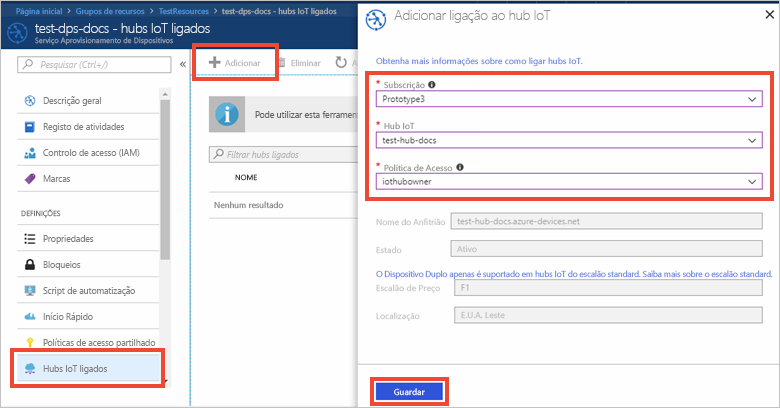 Página inicial > Grupos de recursos > TestResources > test-dps-docs - hubs IoT ligados
test-dps-docs - hubs IoT ligados
Serviço Aprovisionamento de Dispositivos
Pesquisar (Ctrl+/)
«
Descrição geral
Registo de atividades
Controlo de acesso (IAM)
Marcas
DEFINIÇÕES
Propriedades
Bloqueios
Script de automatização
Início Rápido
Políticas de acesso partilhado
Hubs IoT ligados
Adicionar
Eliminar
Pode utilizar esta ferrament
Filtrar hubs ligados
NOME
Nenhum resultado
Adicionar ligação ao hub IoT
Obtenha mais informações sobre como ligar hubs IoT.
* Subscrição
Prototype3
* Hub IoT
test-hub-docs
* Política de Acesso
iothubowner
Nome do Anfitrião
test-hub-docs.azure-devices.net
Estado
Ativo
O Dispositivo Duplo apenas é suportado em hubs IoT do escalão standard. Saiba mais sobre o escalão standard.
Escalão de Preço
F1
Localização
E.U.A. Leste
Guardar